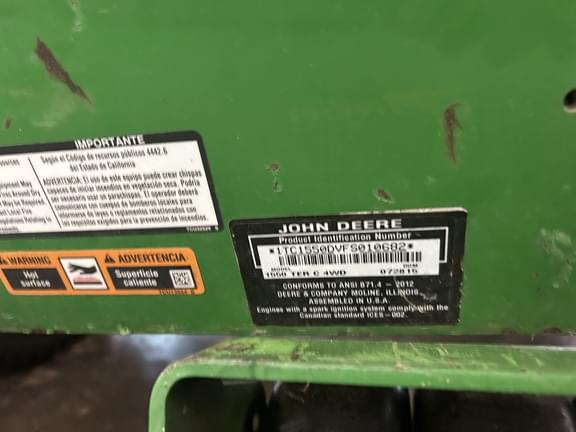 IMPORTANTE
Según el Código de recursos públicos 4442.6
del Estado de California
ADVERTENCIA: El uso de este equipo puede crear chispas
capaces de iniciar incendios en vegetación seca. Podría
ser necesario usar un parachispas. El operador deberá
comunicarse con cuerpos de bomberos locales para
enterarse de leyes o reglamentos relacionados con
los requisitos exigidos para la prevención de incendios.
WARNING
Hot
surface
ADVERTENCIA
Superficie
caliente
JOHN DEERE
Product Identification Number
*1TC1550DVFS010682*
MODEL
1550 TER C 4WD 072815
CONFORMS TO ANSI B71.4 - 2012
DEERE & COMPANY MOLINE, ILLINOIS
ASSEMBLED IN U.S.A.
Engines with a spark ignition system comply with the
Canadian standard ICES-002.